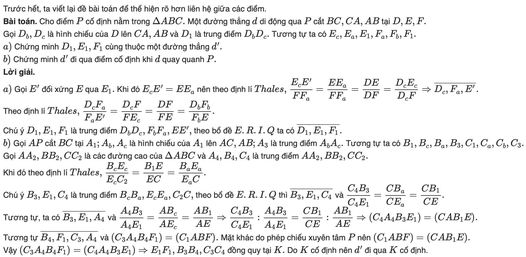 Trước hết, ta viết lại đề bài toán để thể hiện rõ hơn liên hệ giữa các điểm.
Bài toán. Cho điểm P cố định nằm trong ΔABC. Một đường thẳng d di động qua P cắt BC, CA, AB tại D, E, F.
Gọi D_b, D_c là hình chiếu của D lên CA, AB và D_1 là trung điểm D_bD_c. Tương tự ta có E_c, E_a, E_1, F_a, F_b, F_1.
a) Chứng minh D_1, E_1, F_1 cùng thuộc một đường thẳng d'.
b) Chứng minh d' đi qua điểm cố định khi d quay quanh P.
Lời giải.
a) Gọi E' đối xứng E qua E_1. Khi đó E_cE' = EE_a nên theo định lí Thales, \frac{E_cE'}{FF_a} = \frac{EE_a}{FF_a} = \frac{DE}{DF} = \frac{D_cE_c}{D_cF} ⇒ \overline{D_c, F_a, E'}.
Theo định lí Thales, \frac{D_cF_a}{F_aE'} = \frac{D_cF}{FE_c} = \frac{DF}{FE} = \frac{D_bF_b}{F_bE}.
Chú ý D_1, E_1, F_1 là trung điểm D_bD_c, F_bF_a, EE', theo bổ đề E.R.I.Q ta có \overline{D_1, E_1, F_1}.
b) Gọi AP cắt BC tại A_1; A_b, A_c là hình chiếu của A_1 lên AC, AB; A_3 là trung điểm A_bA_c. Tương tự ta có B_1, B_c, B_a, B_3, C_1, C_a, C_b, C_3.
Gọi AA_2, BB_2, CC_2 là các đường cao của ΔABC và A_4, B_4, C_4 là trung điểm AA_2, BB_2, CC_2.
Khi đó theo định lí Thales, \frac{B_cE_c}{E_cC_2} = \frac{B_1E}{EC} = \frac{B_aE_a}{E_aC}.
Chú ý B_3, E_1, C_4 là trung điểm B_cB_a, E_cE_a, C_2C, theo bổ đề E.R.I.Q thì \overline{B_3, E_1, C_4} và \frac{C_4B_3}{C_4E_1} = \frac{CB_a}{CE_a} = \frac{CB_1}{CE}.
Tương tự, ta có \overline{B_3, E_1, A_4} và \frac{A_4B_3}{A_4E_1} = \frac{AB_c}{AE_c} = \frac{AB_1}{AE} ⇒ \frac{C_4B_3}{C_4E_1} : \frac{A_4B_3}{A_4E_1} = \frac{CB_1}{CE} : \frac{AB_1}{AE} ⇒ (C_4A_4B_3E_1) = (CAB_1E).
Tương tự \overline{B_4, F_1, C_3, A_4} và (C_3A_4B_4F_1) = (C_1ABF). Mặt khác do phép chiếu xuyên tâm P nên (C_1ABF) = (CAB_1E).
Vậy (C_3A_4B_4F_1) = (C_4A_4B_3E_1) ⇒ E_1F_1, B_3B_4, C_3C_4 đồng quy tại K. Do K cố định nên d' đi qua K cố định.